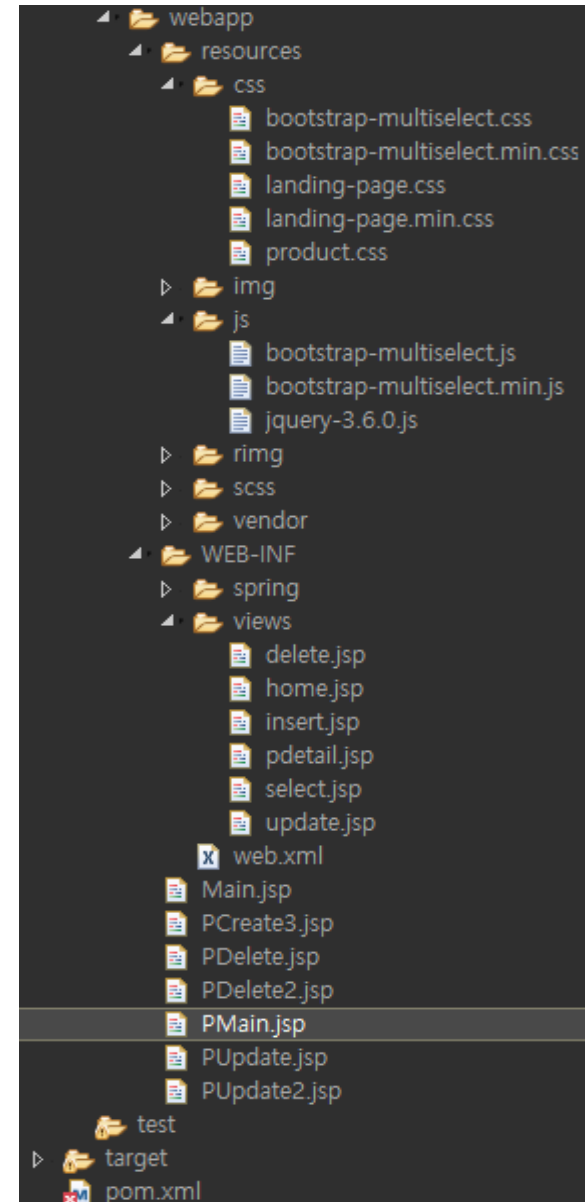 webapp
resources
css
bootstrap-multiselect.css
bootstrap-multiselect.min.css
landing-page.css
landing-page.min.css
product.css
img
js
bootstrap-multiselect.js
bootstrap-multiselect.min.js
jquery-3.6.0.js
rimg
scss
vendor
WEB-INF
spring
views
delete.jsp
home.jsp
insert.jsp
pdetail.jsp
select.jsp
update.jsp
web.xml
Main.jsp
PCreate3.jsp
PDelete.jsp
PDelete2.jsp
PMain.jsp
PUpdate.jsp
PUpdate2.jsp
test
target
pom.xml